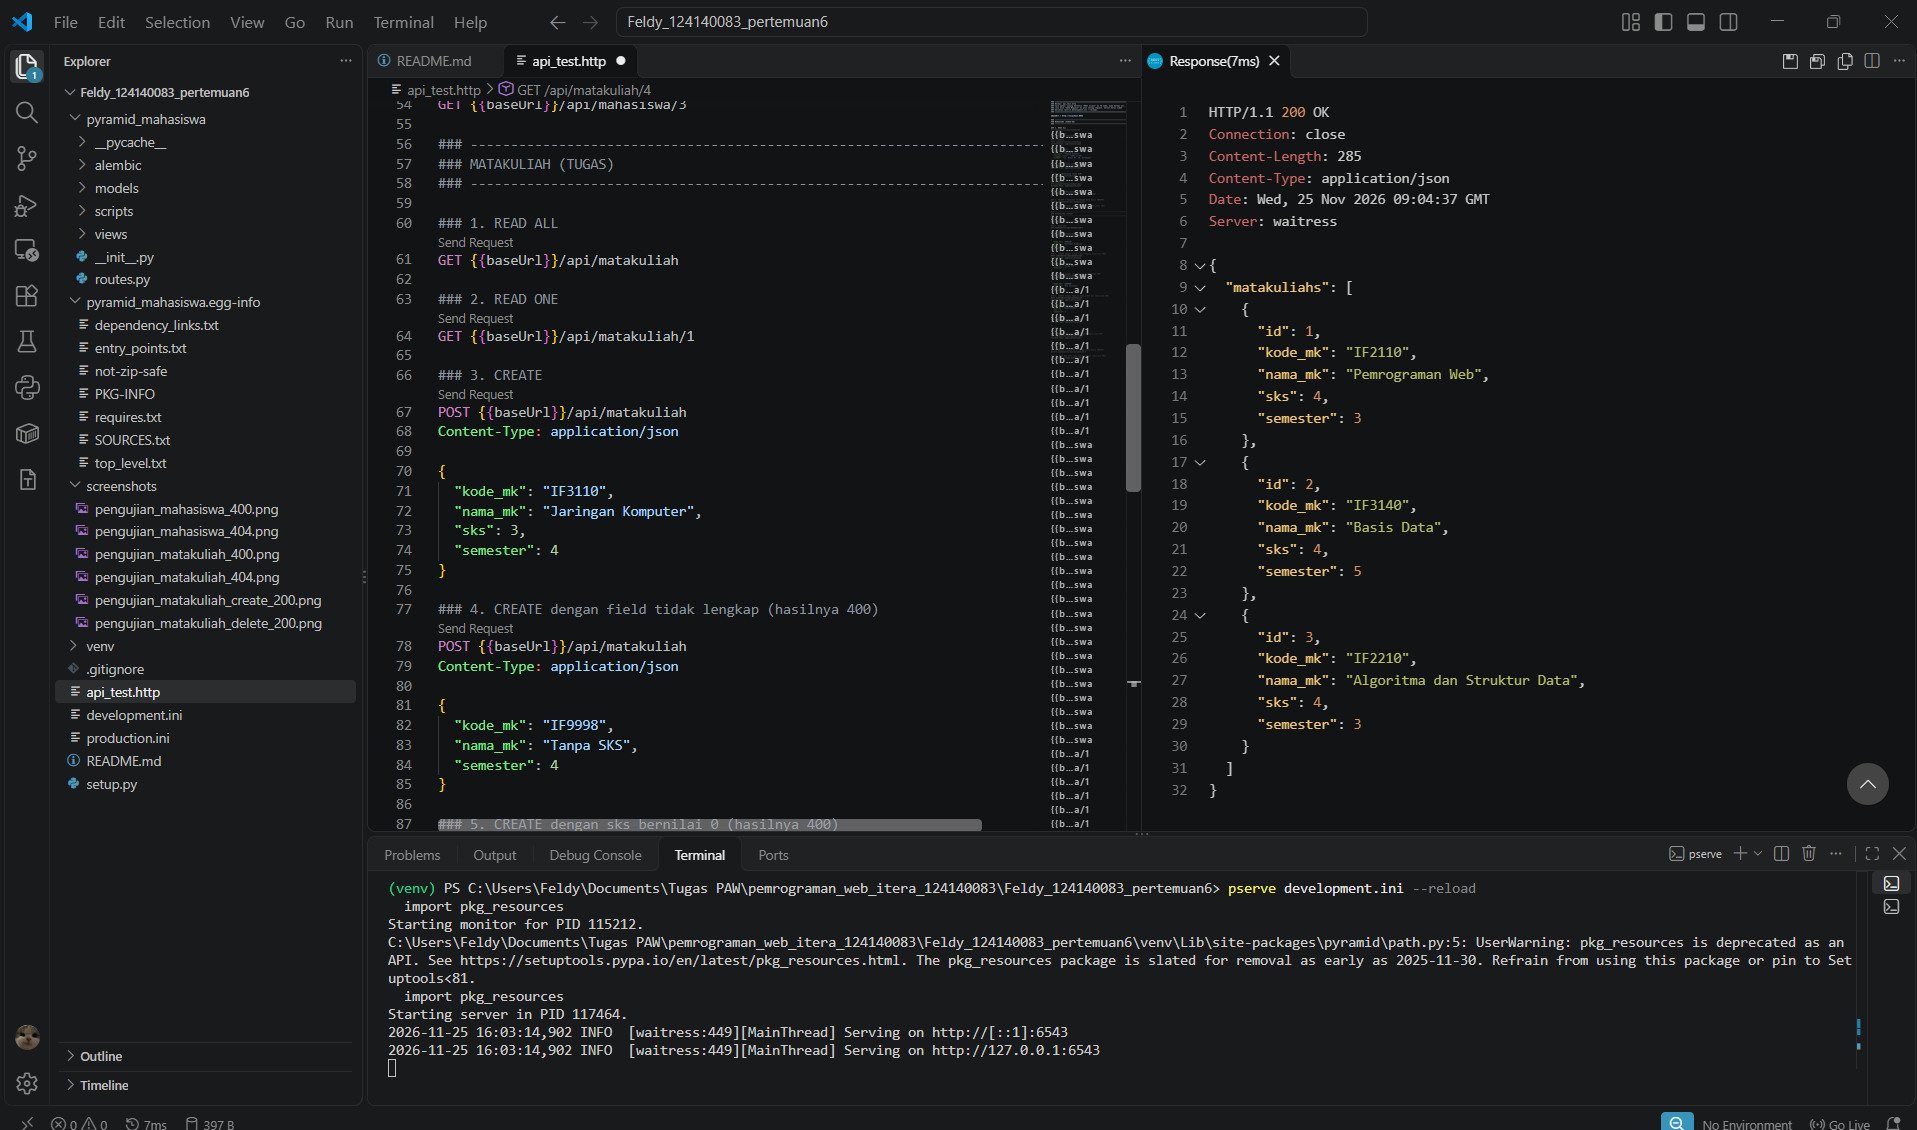 File Edit Selection View Go Run Terminal Help
Feldy_124140083_pertemuan6
Explorer
Feldy_124140083_pertemuan6
pyramid_mahasiswa
__pycache__
alembic
models
scripts
views
__init__.py
routes.py
pyramid_mahasiswa.egg-info
dependency_links.txt
entry_points.txt
not-zip-safe
PKG-INFO
requires.txt
SOURCES.txt
top_level.txt
screenshots
pengujian_mahasiswa_400.png
pengujian_mahasiswa_404.png
pengujian_matakuliah_400.png
pengujian_matakuliah_404.png
pengujian_matakuliah_create_200.png
pengujian_matakuliah_delete_200.png
venv
.gitignore
api_test.http
development.ini
production.ini
README.md
setup.py
Outline
Timeline
README.md api_test.http
api_test.http > GET /api/matakuliah/4
54 GET {{baseUrl}}/api/mahasiswa/3
55
56 ### -----------------------------------------------------------------------
57 ### MATAKULIAH (TUGAS)
58 ### -----------------------------------------------------------------------
59
60 ### 1. READ ALL
Send Request
61 GET {{baseUrl}}/api/matakuliah
62
63 ### 2. READ ONE
Send Request
64 GET {{baseUrl}}/api/matakuliah/1
65
66 ### 3. CREATE
Send Request
67 POST {{baseUrl}}/api/matakuliah
68 Content-Type: application/json
69
70 {
71 "kode_mk": "IF3110",
72 "nama_mk": "Jaringan Komputer",
73 "sks": 3,
74 "semester": 4
75 }
76
77 ### 4. CREATE dengan field tidak lengkap (hasilnya 400)
Send Request
78 POST {{baseUrl}}/api/matakuliah
79 Content-Type: application/json
80
81 {
82 "kode_mk": "IF9998",
83 "nama_mk": "Tanpa SKS",
84 "semester": 4
85 }
86
87 ### 5. CREATE dengan sks bernilai 0 (hasilnya 400)
Response(7ms)
1 HTTP/1.1 200 OK
2 Connection: close
3 Content-Length: 285
4 Content-Type: application/json
5 Date: Wed, 25 Nov 2026 09:04:37 GMT
6 Server: waitress
7
8 {
9 "matakuliahs": [
10 {
11 "id": 1,
12 "kode_mk": "IF2110",
13 "nama_mk": "Pemrograman Web",
14 "sks": 4,
15 "semester": 3
16 },
17 {
18 "id": 2,
19 "kode_mk": "IF3140",
20 "nama_mk": "Basis Data",
21 "sks": 4,
22 "semester": 5
23 },
24 {
25 "id": 3,
26 "kode_mk": "IF2210",
27 "nama_mk": "Algoritma dan Struktur Data",
28 "sks": 4,
29 "semester": 3
30 }
31 ]
32 }
Problems Output Debug Console Terminal Ports
pserve
(venv) PS C:\Users\Feldy\Documents\Tugas PAW\pemrograman_web_itera_124140083\Feldy_124140083_pertemuan6> pserve development.ini --reload
import pkg_resources
Starting monitor for PID 115212.
C:\Users\Feldy\Documents\Tugas PAW\pemrograman_web_itera_124140083\Feldy_124140083_pertemuan6\venv\Lib\site-packages\pyramid\path.py:5: UserWarning: pkg_resources is deprecated as an
API. See https://setuptools.pypa.io/en/latest/pkg_resources.html. The pkg_resources package is slated for removal as early as 2025-11-30. Refrain from using this package or pin to Set
uptools<81.
import pkg_resources
Starting server in PID 117464.
2026-11-25 16:03:14,902 INFO [waitress:449][MainThread] Serving on http://[::1]:6543
2026-11-25 16:03:14,902 INFO [waitress:449][MainThread] Serving on http://127.0.0.1:6543
0 0 7ms 397 B
No Environment Go Live